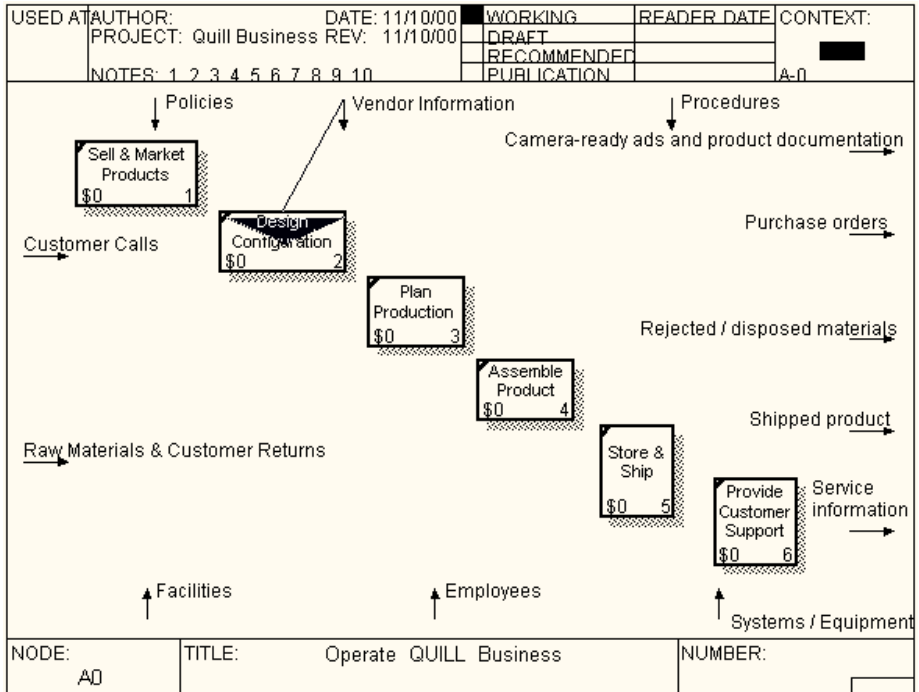 USED AT: AUTHOR: DATE: 11/10/00 WORKING READER DATE CONTEXT:
PROJECT: Quill Business REV: 11/10/00 DRAFT
RECOMMENDED
NOTES: 1 2 3 4 5 6 7 8 9 10 PUBLICATION A-0
Policies
Vendor Information
Procedures
Camera-ready ads and product documentation
Sell & Market
Products
$0 1
Design
Configuration
$0 2
Purchase orders
Customer Calls
Plan
Production
$0 3
Rejected / disposed materials
Assemble
Product
$0 4
Shipped product
Raw Materials & Customer Returns
Store &
Ship
$0 5
Provide
Customer
Support
$0 6
Service
information
Facilities
Employees
Systems / Equipment
NODE: TITLE: Operate QUILL Business NUMBER:
A0